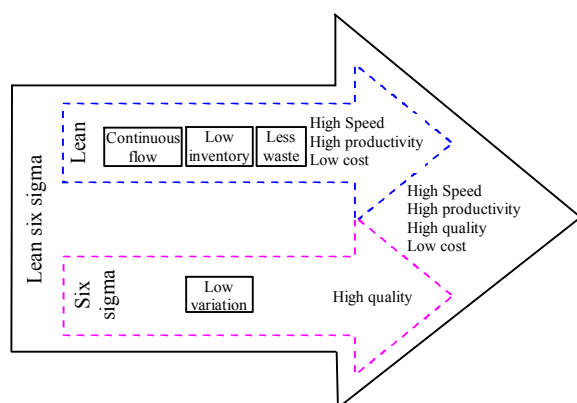 Lean six sigma
Lean
Continuous
flow
Low
inventory
Less
waste
High Speed
High productivity
Low cost
High Speed
High productivity
High quality
Low cost
Six
sigma
Low
variation
High quality